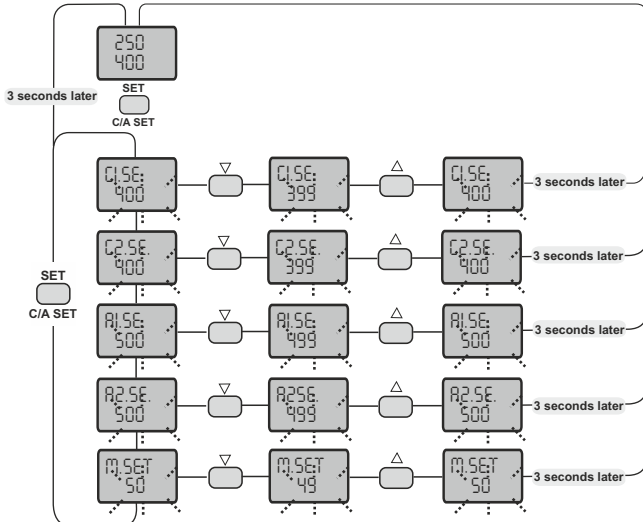 250
400
SET
3 seconds later
C/A SET
C1.SE.
400
▽
C1.SE.
399
△
C1.SE.
400
3 seconds later
C2.SE.
400
▽
C2.SE.
399
△
C2.SE.
400
3 seconds later
SET
C/A SET
A1.SE.
500
▽
A1.SE.
499
△
A1.SE.
500
3 seconds later
A2.SE.
500
▽
A2SE.
499
△
A2.SE.
500
3 seconds later
M.SET
50
▽
M.SET
49
△
M.SET
50
3 seconds later